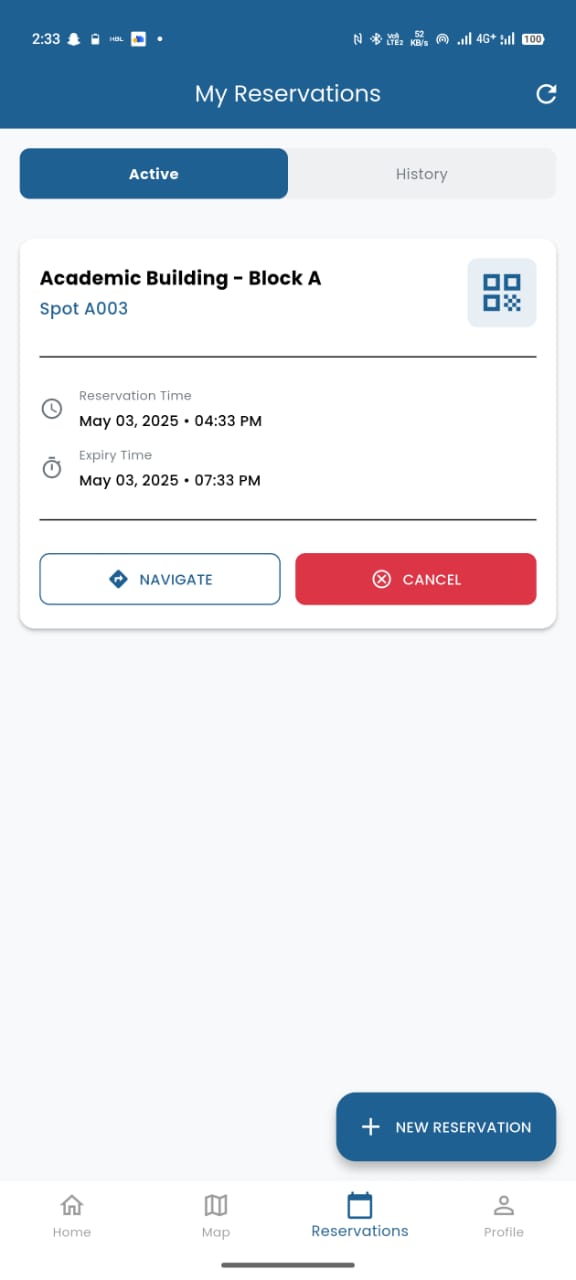 2:33 HBL VoD LTE2 52 KB/s 4G+ 100
My Reservations
Active History
Academic Building - Block A
Spot A003
Reservation Time
May 03, 2025 • 04:33 PM
Expiry Time
May 03, 2025 • 07:33 PM
NAVIGATE CANCEL
NEW RESERVATION
Home Map Reservations Profile